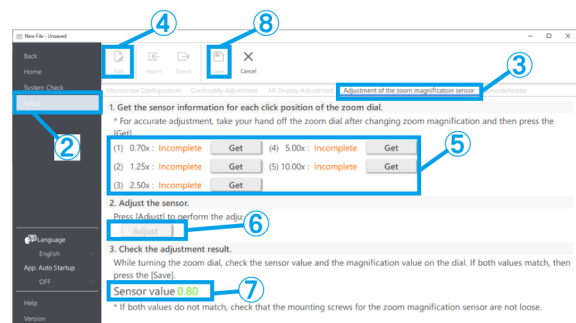 New File - Unsaved
④
⑧
Back
Home
System Check
②
Edit
Import
Export
Save
Cancel
③
Microscope Configuration
Confocality Adjustment
AR Display Adjustment
Adjustment of the zoom magnificatoin sensor
1. Get the sensor information for each click position of the zoom dial.
* For accurate adjustment, take your hand off the zoom dial after changing zoom magnification and then press the
[Get]
⑤
(1) 0.70x : Incomplete Get (4) 5.00x : Incomplete Get
(2) 1.25x : Incomplete Get (5) 10.00x : Incomplete Get
(3) 2.50x : Incomplete Get
2. Adjust the sensor.
Press [Adjust] to perform the adju
Adjust
⑥
3. Check the adjustment result.
While turning the zoom dial, check the sensor value and the magnification value on the dial. If both values match, then
press the [Save].
Sensor value 0.80
⑦
* If both values do not match, check that the mounting screws for the zoom magnification sensor are not loose.
Language
English
App. Auto Startup
OFF
Help
Version